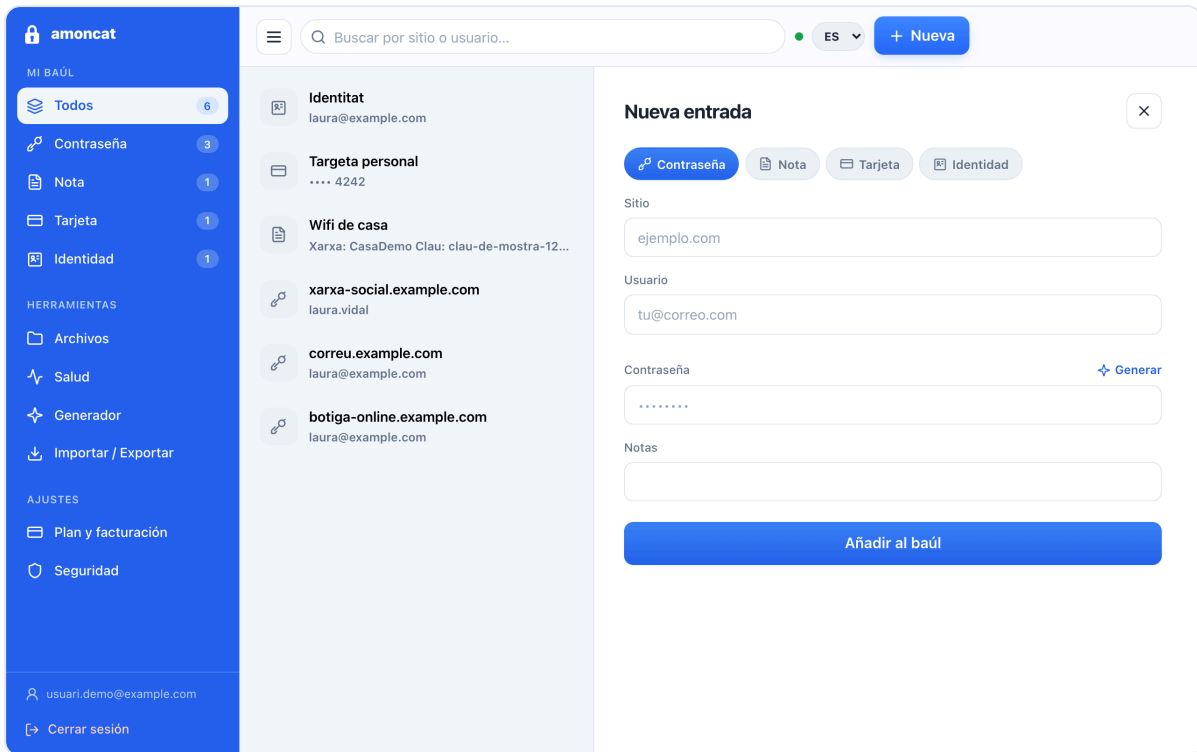 amoncat
MI BAÚL
Todos 6
Contraseña 3
Nota 1
Tarjeta 1
Identidad 1
HERRAMIENTAS
Archivos
Salud
Generador
Importar / Exportar
AJUSTES
Plan y facturación
Seguridad
usuari.demo@example.com
Cerrar sesión
Buscar por sitio o usuario...
ES
+ Nueva
Identitat
laura@example.com
Targeta personal
•••• 4242
Wifi de casa
Xarxa: CasaDemo Clau: clau-de-mostra-12...
xarxa-social.example.com
laura.vidal
correu.example.com
laura@example.com
botiga-online.example.com
laura@example.com
Nueva entrada
Contraseña Nota Tarjeta Identidad
Sitio
ejemplo.com
Usuario
tu@correo.com
Contraseña Generar
••••••••
Notas
Añadir al baúl